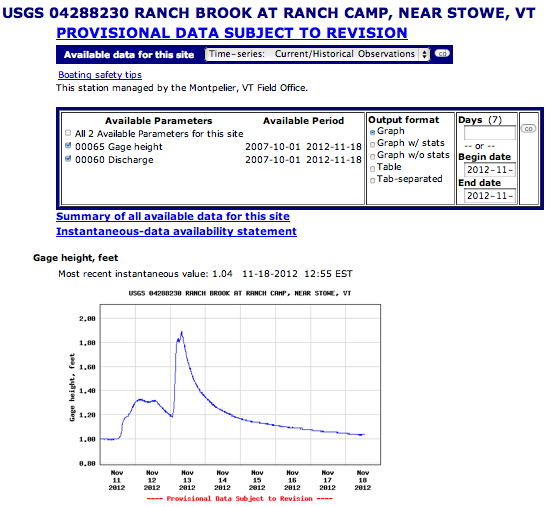 USGS 04288230 RANCH BROOK AT RANCH CAMP, NEAR STOWE, VT
PROVISIONAL DATA SUBJECT TO REVISION
Available data for this site Time-series: Current/Historical Observations GO
Boating safety tips
This station managed by the Montpelier, VT Field Office.
Available Parameters Available Period Output format Days (7)
All 2 Available Parameters for this site
00065 Gage height 2007-10-01 2012-11-18
00060 Discharge 2007-10-01 2012-11-18
Graph
Graph w/ stats
Graph w/o stats
Table
Tab-separated
-- or --
Begin date
2012-11-
End date
2012-11-
GO
Summary of all available data for this site
Instantaneous-data availability statement
Gage height, feet
Most recent instantaneous value: 1.04 11-18-2012 12:55 EST
USGS 04288230 RANCH BROOK AT RANCH CAMP, NEAR STOWE, VT
Gage height, feet
2.00
1.80
1.60
1.40
1.20
1.00
0.80
Nov Nov Nov Nov Nov Nov Nov Nov
11 12 13 14 15 16 17 18
2012 2012 2012 2012 2012 2012 2012 2012
---- Provisional Data Subject to Revision ----